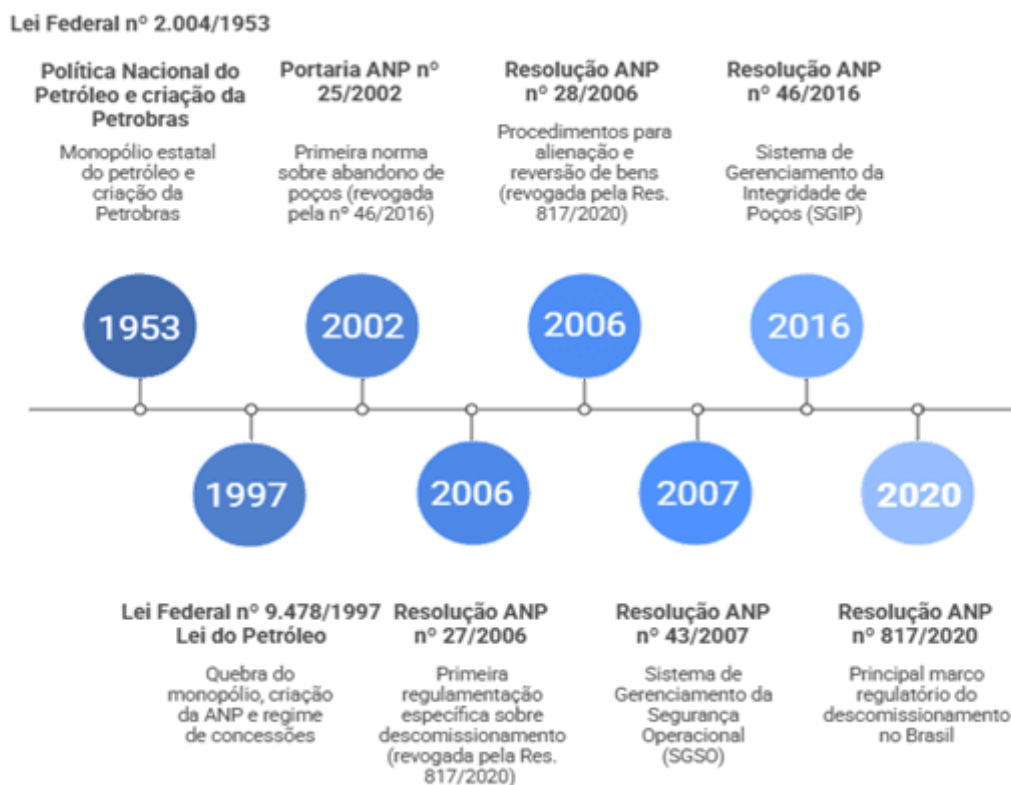 Lei Federal nº 2.004/1953
Política Nacional do
Petróleo e criação da
Petrobras
Monopólio estatal
do petróleo e
criação da
Petrobras
Portaria ANP nº
25/2002
Primeira norma
sobre abandono de
poços (revogada
pela nº 46/2016)
Resolução ANP
nº 28/2006
Procedimentos para
alienação e
reversão de bens
(revogada pela Res.
817/2020)
Resolução ANP
nº 46/2016
Sistema de
Gerenciamento da
Integridade de
Poços (SGIP)
1953
2002
2006
2016
1997
2006
2007
2020
Lei Federal nº 9.478/1997
Lei do Petróleo
Quebra do
monopólio, criação
da ANP e regime
de concessões
Resolução ANP
nº 27/2006
Primeira
regulamentação
específica sobre
descomissionamento
(revogada pela Res.
817/2020)
Resolução ANP
nº 43/2007
Sistema de
Gerenciamento da
Segurança
Operacional
(SGSO)
Resolução ANP
nº 817/2020
Principal marco
regulatório do
descomissionamento
no Brasil